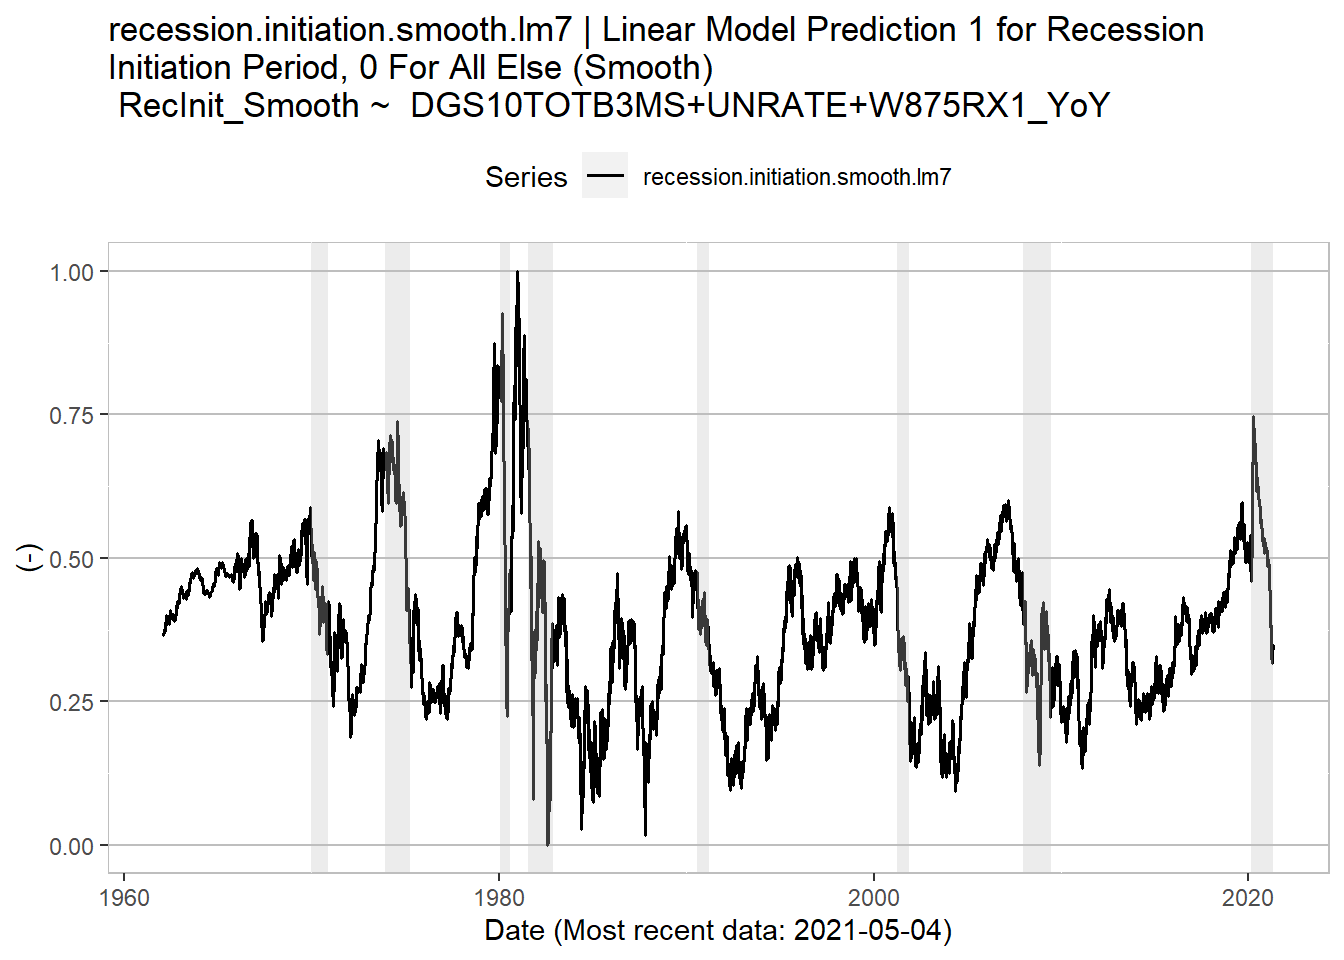 recession.initiation.smooth.lm7 | Linear Model Prediction 1 for Recession
Initiation Period, 0 For All Else (Smooth)
RecInit_Smooth ~  DGS10TOTB3MS+UNRATE+W875RX1_YoY
Series recession.initiation.smooth.lm7
1.00
0.75
0.50
0.25
0.00
(-)
1960 1980 2000 2020
Date (Most recent data: 2021-05-04)